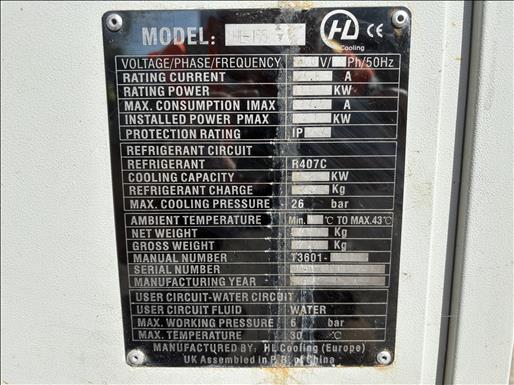 MODEL:
HL CE
Cooling
VOLTAGE/PHASE/FREQUENCY V/ Ph/50Hz
RATING CURRENT A
RATING POWER KW
MAX. CONSUMPTION IMAX A
INSTALLED POWER PMAX KW
PROTECTION RATING IP
REFRIGERANT CIRCUIT
REFRIGERANT R407C
COOLING CAPACITY KW
REFRIGERANT CHARGE Kg
MAX. COOLING PRESSURE 26 bar
AMBIENT TEMPERATURE Min. ℃ TO MAX.43℃
NET WEIGHT Kg
GROSS WEIGHT Kg
MANUAL NUMBER T3601-
SERIAL NUMBER
MANUFACTURING YEAR
USER CIRCUIT-WATER CIRCUIT
USER CIRCUIT FLUID WATER
MAX. WORKING PRESSURE 6 bar
MAX. TEMPERATURE 30 ℃
MANUFACTURED BY: HL Cooling (Europe)
UK Assembled in P. R. of China